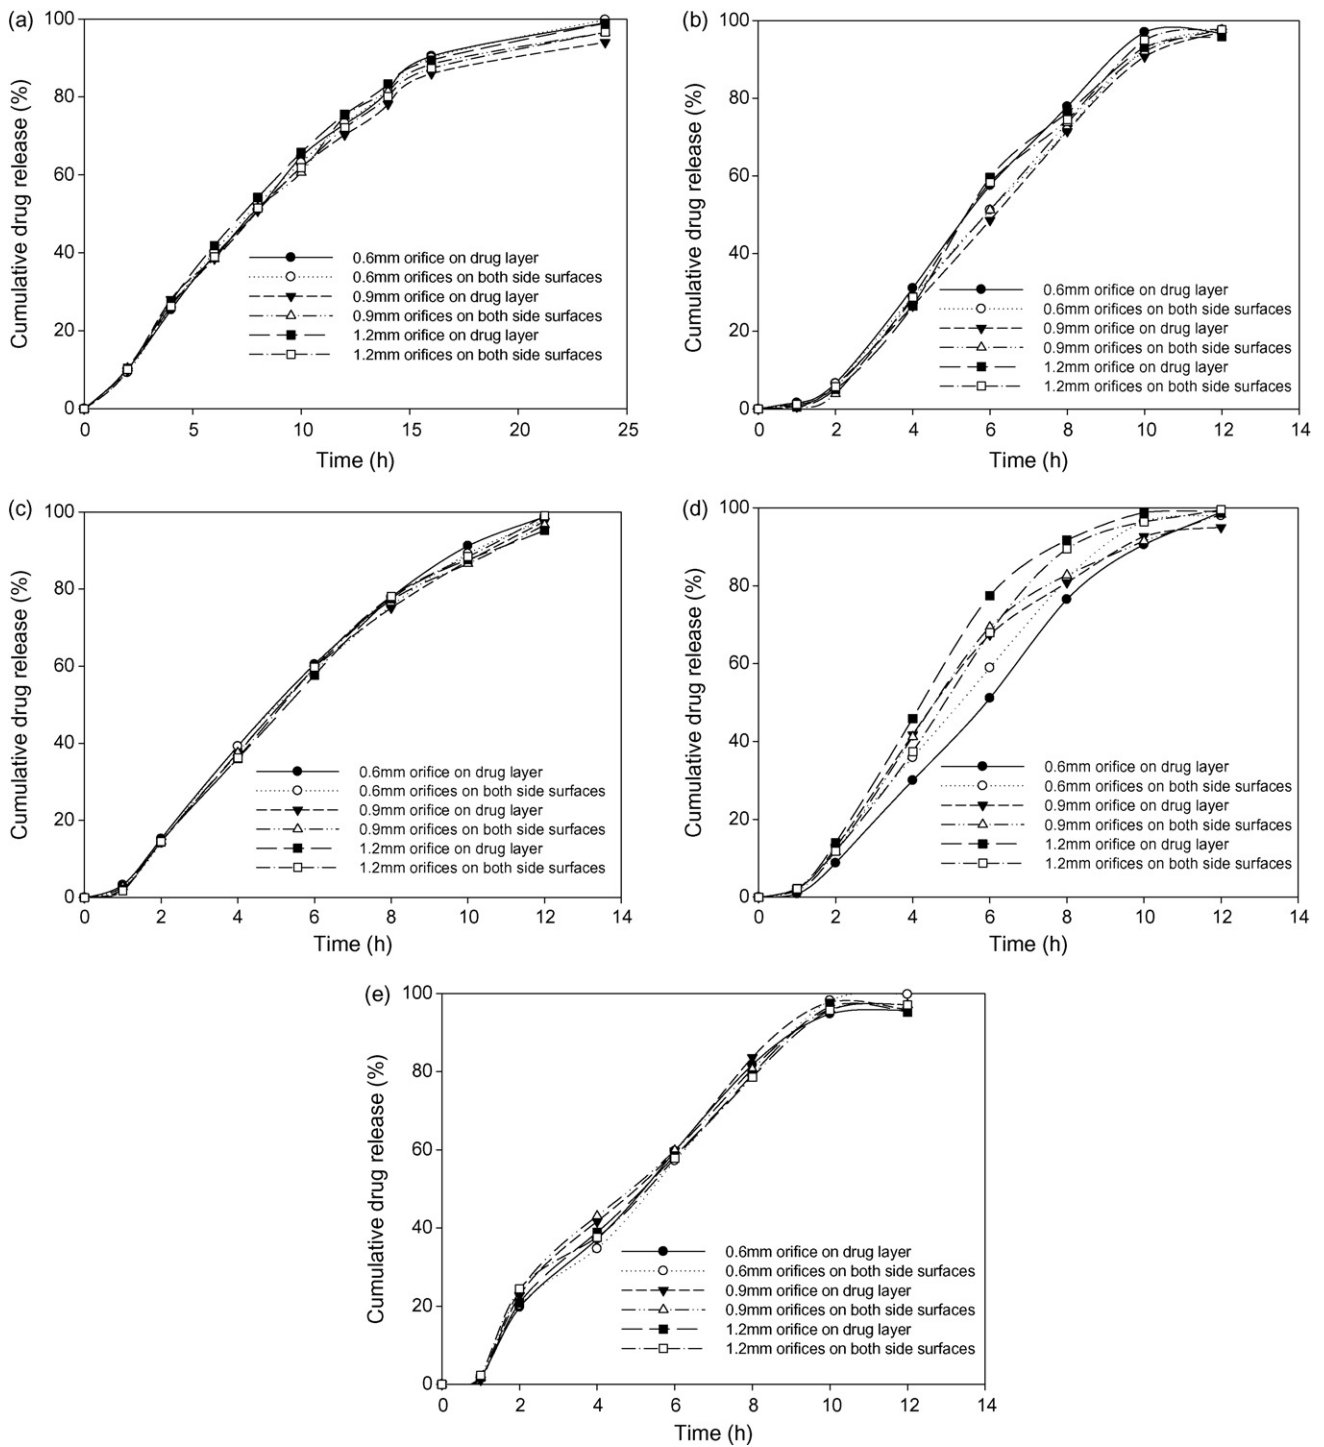 (a)
100
80
60
40
20
0
Cumulative drug release (%)
0.6mm orifice on drug layer
0.6mm orifices on both side surfaces
0.9mm orifice on drug layer
0.9mm orifices on both side surfaces
1.2mm orifice on drug layer
1.2mm orifices on both side surfaces
0 5 10 15 20 25
Time (h)
(b)
100
80
60
40
20
0
Cumulative drug release (%)
0.6mm orifice on drug layer
0.6mm orifices on both side surfaces
0.9mm orifice on drug layer
0.9mm orifices on both side surfaces
1.2mm orifice on drug layer
1.2mm orifices on both side surfaces
0 2 4 6 8 10 12 14
Time (h)
(c)
100
80
60
40
20
0
Cumulative drug release (%)
0.6mm orifice on drug layer
0.6mm orifices on both side surfaces
0.9mm orifice on drug layer
0.9mm orifices on both side surfaces
1.2mm orifice on drug layer
1.2mm orifices on both side surfaces
0 2 4 6 8 10 12 14
Time (h)
(d)
100
80
60
40
20
0
Cumulative drug release (%)
0.6mm orifice on drug layer
0.6mm orifices on both side surfaces
0.9mm orifice on drug layer
0.9mm orifices on both side surfaces
1.2mm orifice on drug layer
1.2mm orifices on both side surfaces
0 2 4 6 8 10 12 14
Time (h)
(e)
100
80
60
40
20
0
Cumulative drug release (%)
0.6mm orifice on drug layer
0.6mm orifices on both side surfaces
0.9mm orifice on drug layer
0.9mm orifices on both side surfaces
1.2mm orifice on drug layer
1.2mm orifices on both side surfaces
0 2 4 6 8 10 12 14
Time (h)